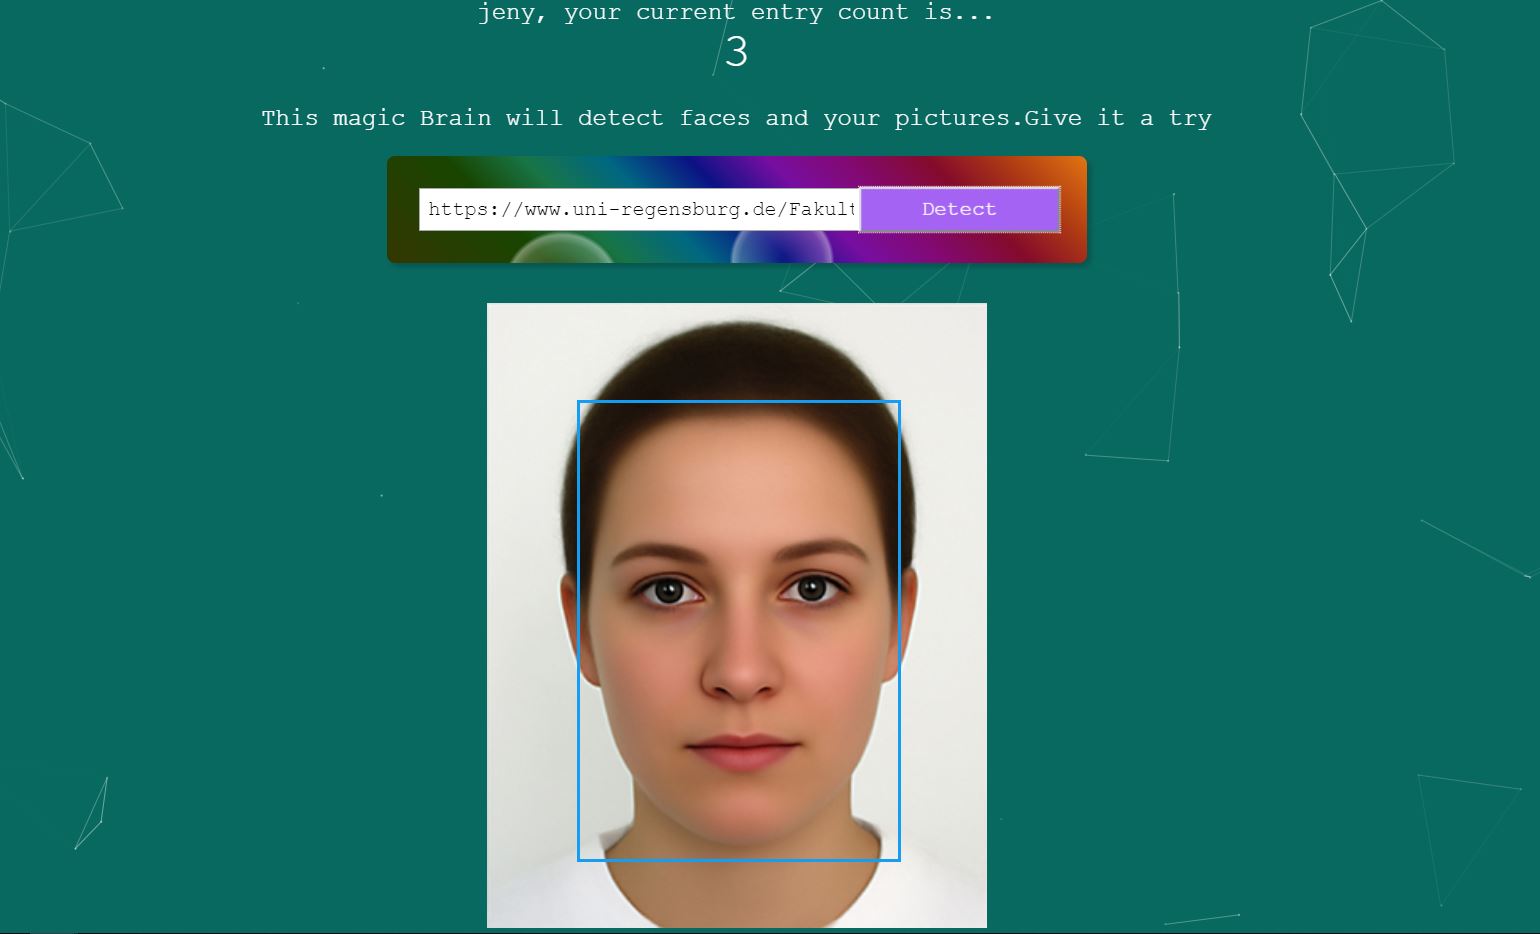 jeny, your current entry count is...
3
This magic Brain will detect faces and your pictures.Give it a try
https://www.uni-regensburg.de/Fakult
Detect